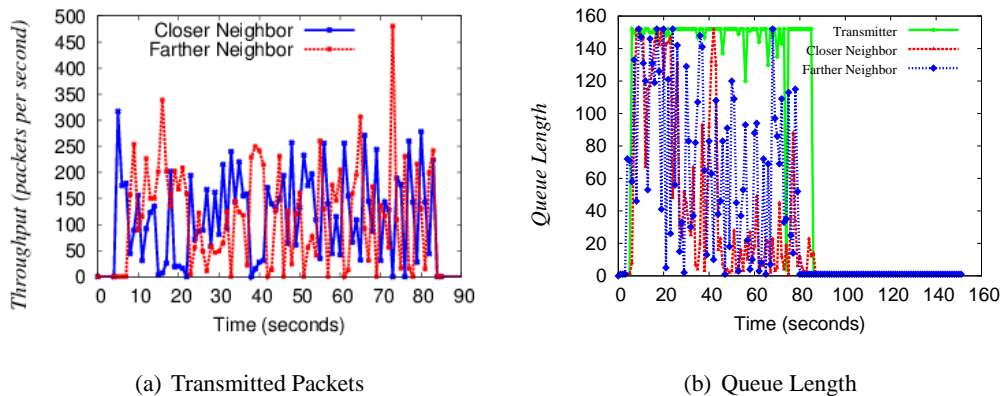 Throughput (packets per second)
500
450
400
350
300
250
200
150
100
50
0
Closer Neighbor
Farther Neighbor
0 10 20 30 40 50 60 70 80 90
Time (seconds)
(a) Transmitted Packets
Queue Length
160
140
120
100
80
60
40
20
0
Transmitter
Closer Neighbor
Farther Neighbor
0 20 40 60 80 100 120 140 160
Time (seconds)
(b) Queue Length